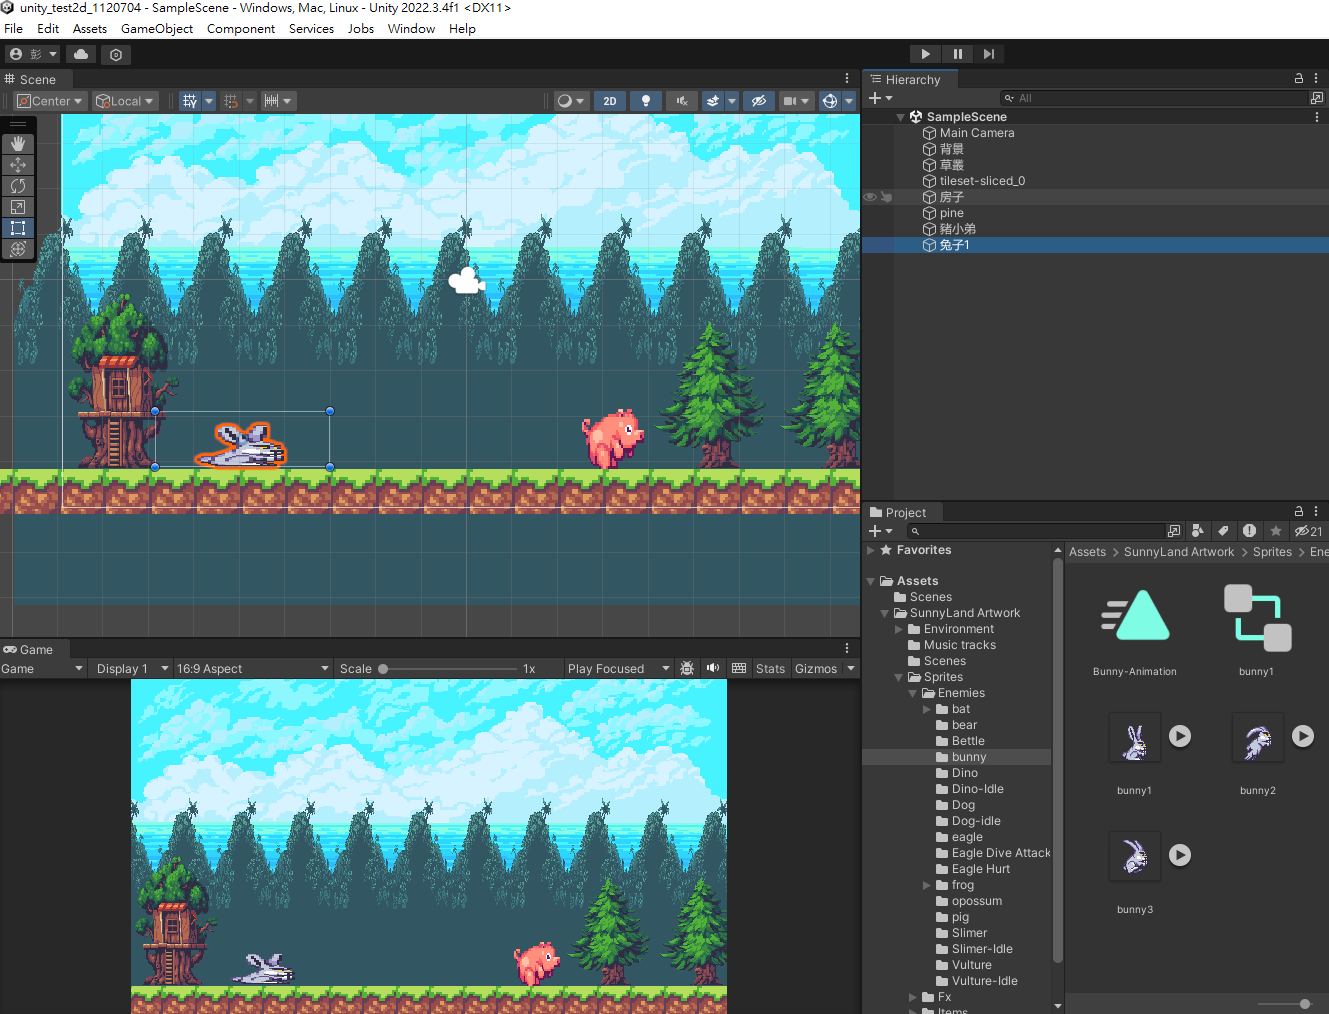 unity_test2d_1120704 - SampleScene - Windows, Mac, Linux - Unity 2022.3.4f1 <DX11>
File Edit Assets GameObject Component Services Jobs Window Help
彭
Scene
Center Local 2D
Hierarchy
All
SampleScene
Main Camera
背景
草叢
tileset-sliced_0
房子
pine
豬小弟
兔子1
Game
Game Display 1 16:9 Aspect Scale 1x Play Focused Stats Gizmos
Project
21
Favorites
Assets
Scenes
SunnyLand Artwork
Environment
Music tracks
Scenes
Sprites
Enemies
bat
bear
Bettle
bunny
Dino
Dino-Idle
Dog
Dog-idle
eagle
Eagle Dive Attack
Eagle Hurt
frog
opossum
pig
Slimer
Slimer-Idle
Vulture
Vulture-Idle
Fx
Items
Assets > SunnyLand Artwork > Sprites > Ene
Bunny-Animation
bunny1
bunny1
bunny2
bunny3